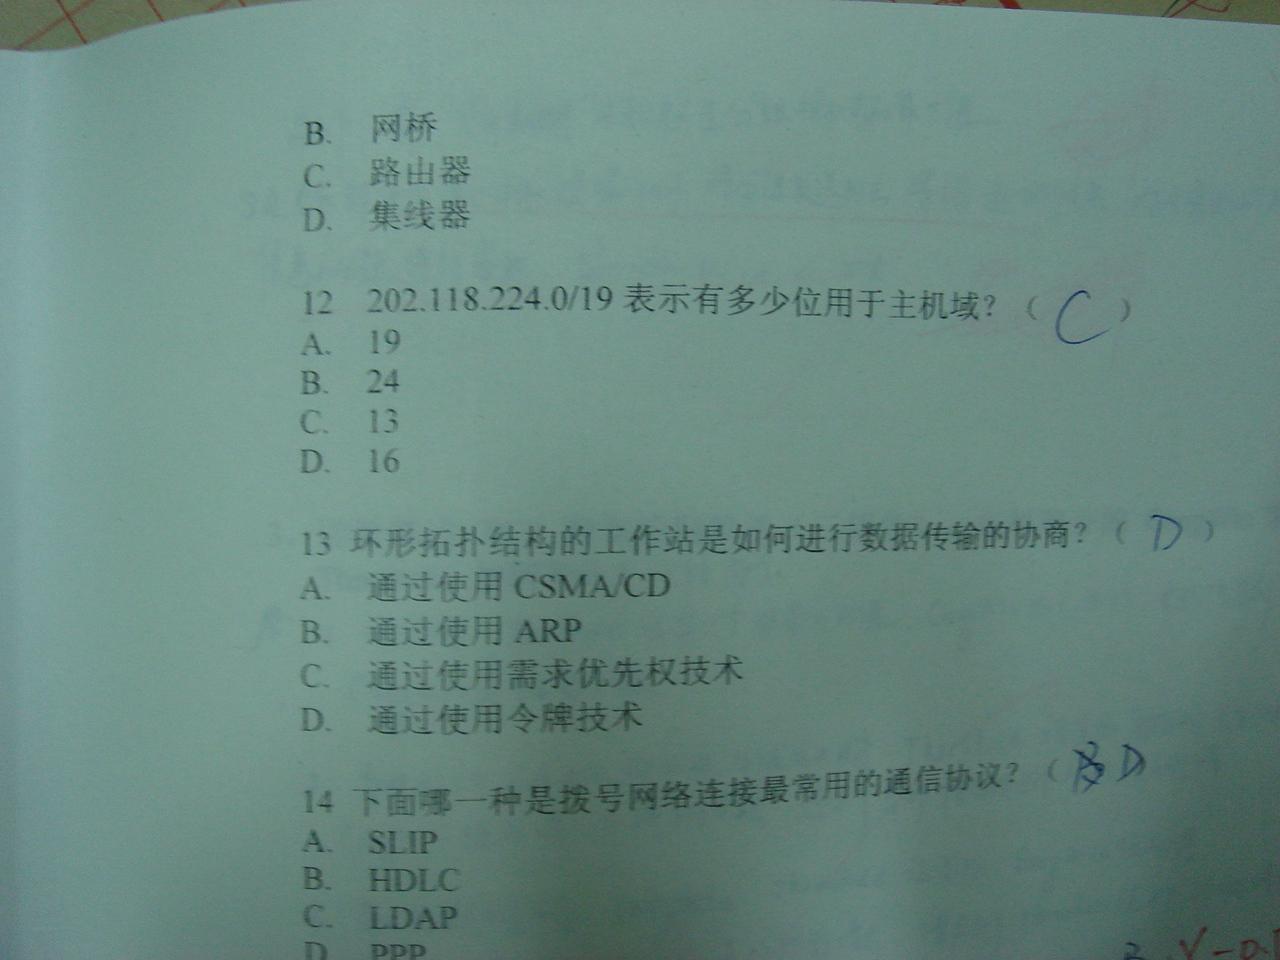 B. 网桥
C. 路由器
D. 集线器
12 202.118.224.0/19 表示有多少位用于主机域？（ C ）
A. 19
B. 24
C. 13
D. 16
13 环形拓扑结构的工作站是如何进行数据传输的协商？（ D ）
A. 通过使用 CSMA/CD
B. 通过使用 ARP
C. 通过使用需求优先权技术
D. 通过使用令牌技术
14 下面哪一种是拨号网络连接最常用的通信协议？（ D
A. SLIP
B. HDLC
C. LDAP
D. PPP